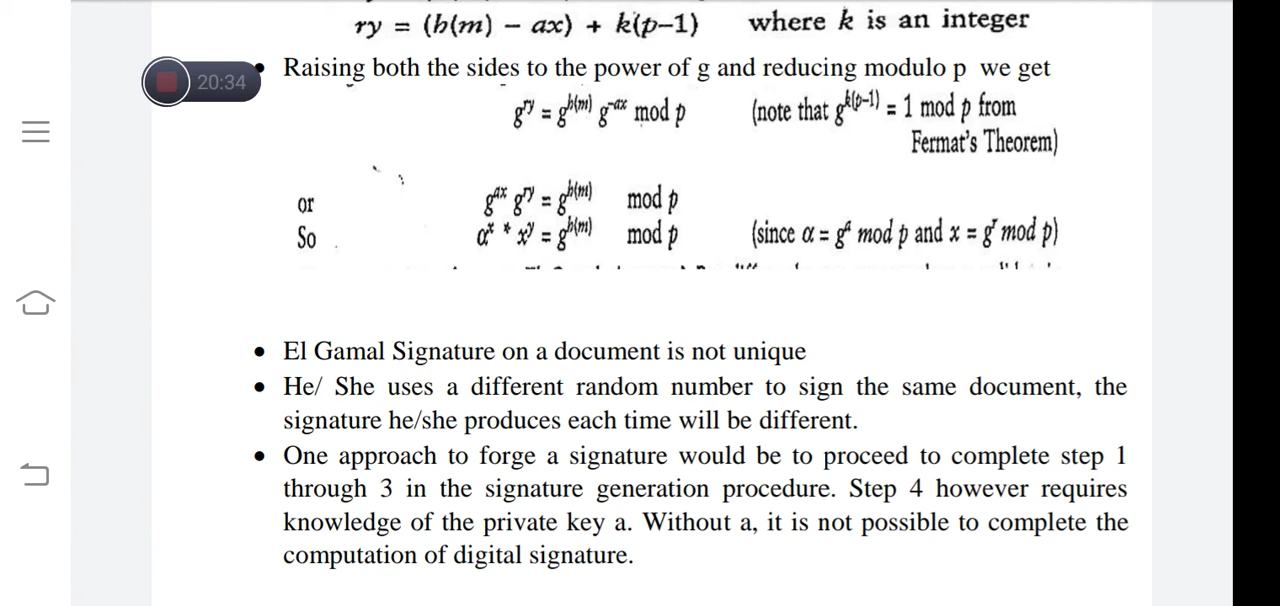 ry = (h(m) − ax) + k(p−1) where k is an integer
20:34
• Raising both the sides to the power of g and reducing modulo p we get
g^ry = g^h(m) g^-ax mod p (note that g^k(p−1) = 1 mod p from
Fermat's Theorem)
or g^ax g^ry = g^h(m) mod p
So α^x * x^y = g^h(m) mod p (since α = g^a mod p and x = g^r mod p)
• El Gamal Signature on a document is not unique
• He/ She uses a different random number to sign the same document, the
signature he/she produces each time will be different.
• One approach to forge a signature would be to proceed to complete step 1
through 3 in the signature generation procedure. Step 4 however requires
knowledge of the private key a. Without a, it is not possible to complete the
computation of digital signature.